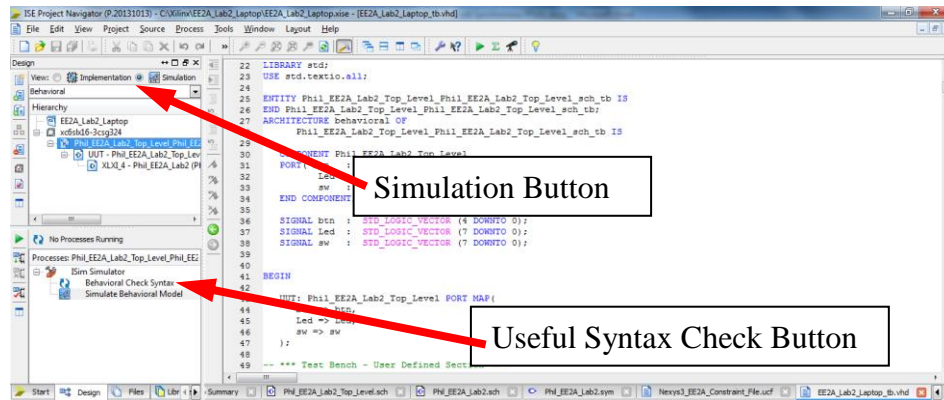 ISE Project Navigator (P.20131013) - C:\Xilinx\EE2A_Lab2_Laptop\EE2A_Lab2_Laptop.xise - [EE2A_Lab2_Laptop_tb.vhd]
File Edit View Project Source Process Tools Window Layout Help
Design
View: Implementation Simulation
Behavioral
Hierarchy
EE2A_Lab2_Laptop
xc6slx16-3csg324
Phil_EE2A_Lab2_Top_Level_Phil_EE2
UUT - Phil_EE2A_Lab2_Top_Lev
XLXI_4 - Phil_EE2A_Lab2 (Pl
No Processes Running
Processes: Phil_EE2A_Lab2_Top_Level_Phil_EE2
ISim Simulator
Behavioral Check Syntax
Simulate Behavioral Model
22 LIBRARY std;
23 USE std.textio.all;
24
25 ENTITY Phil_EE2A_Lab2_Top_Level_Phil_EE2A_Lab2_Top_Level_sch_tb IS
26 END Phil_EE2A_Lab2_Top_Level_Phil_EE2A_Lab2_Top_Level_sch_tb;
27 ARCHITECTURE behavioral OF
Phil_EE2A_Lab2_Top_Level_Phil_EE2A_Lab2_Top_Level_sch_tb IS
29
30 COMPONENT Phil_EE2A_Lab2_Top_Level
31 PORT( :
32 Led
33 sw :
34 END COMPONENT
35
36 SIGNAL btn : STD_LOGIC_VECTOR (4 DOWNTO 0);
37 SIGNAL Led : STD_LOGIC_VECTOR (7 DOWNTO 0);
38 SIGNAL sw : STD_LOGIC_VECTOR (7 DOWNTO 0);
39
40
41 BEGIN
42
UUT: Phil_EE2A_Lab2_Top_Level PORT MAP(
44 btn,
45 Led => Led,
46 sw => sw
47 );
48
49 -- *** Test Bench - User Defined Section
Simulation Button
Useful Syntax Check Button
Start Design Files Libr
Summary Phil_EE2A_Lab2_Top_Level.sch Phil_EE2A_Lab2.sch Phil_EE2A_Lab2.sym Nexys3_EE2A_Constraint_File.ucf EE2A_Lab2_Laptop_tb.vhd